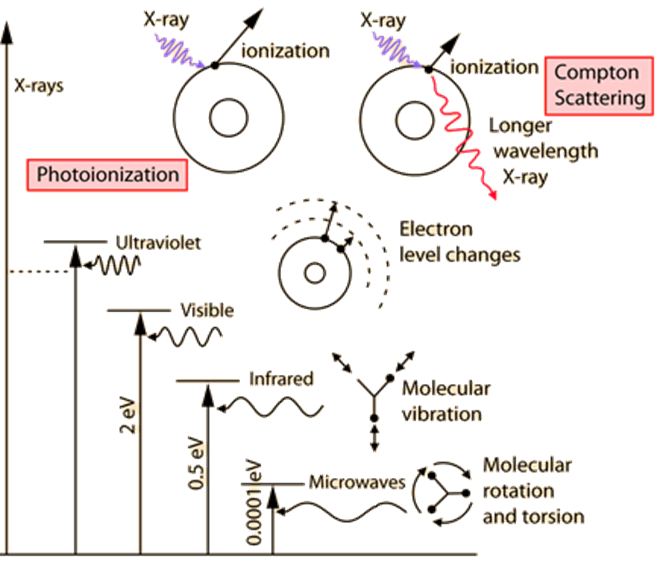 X-ray
ionization
X-ray
ionization
Compton
Scattering
X-rays
Longer
wavelength
X-ray
Photoionization
Ultraviolet
Electron
level changes
Visible
2 eV
Infrared
0.5 eV
Molecular
vibration
Microwaves
0.0001 eV
Molecular
rotation
and torsion